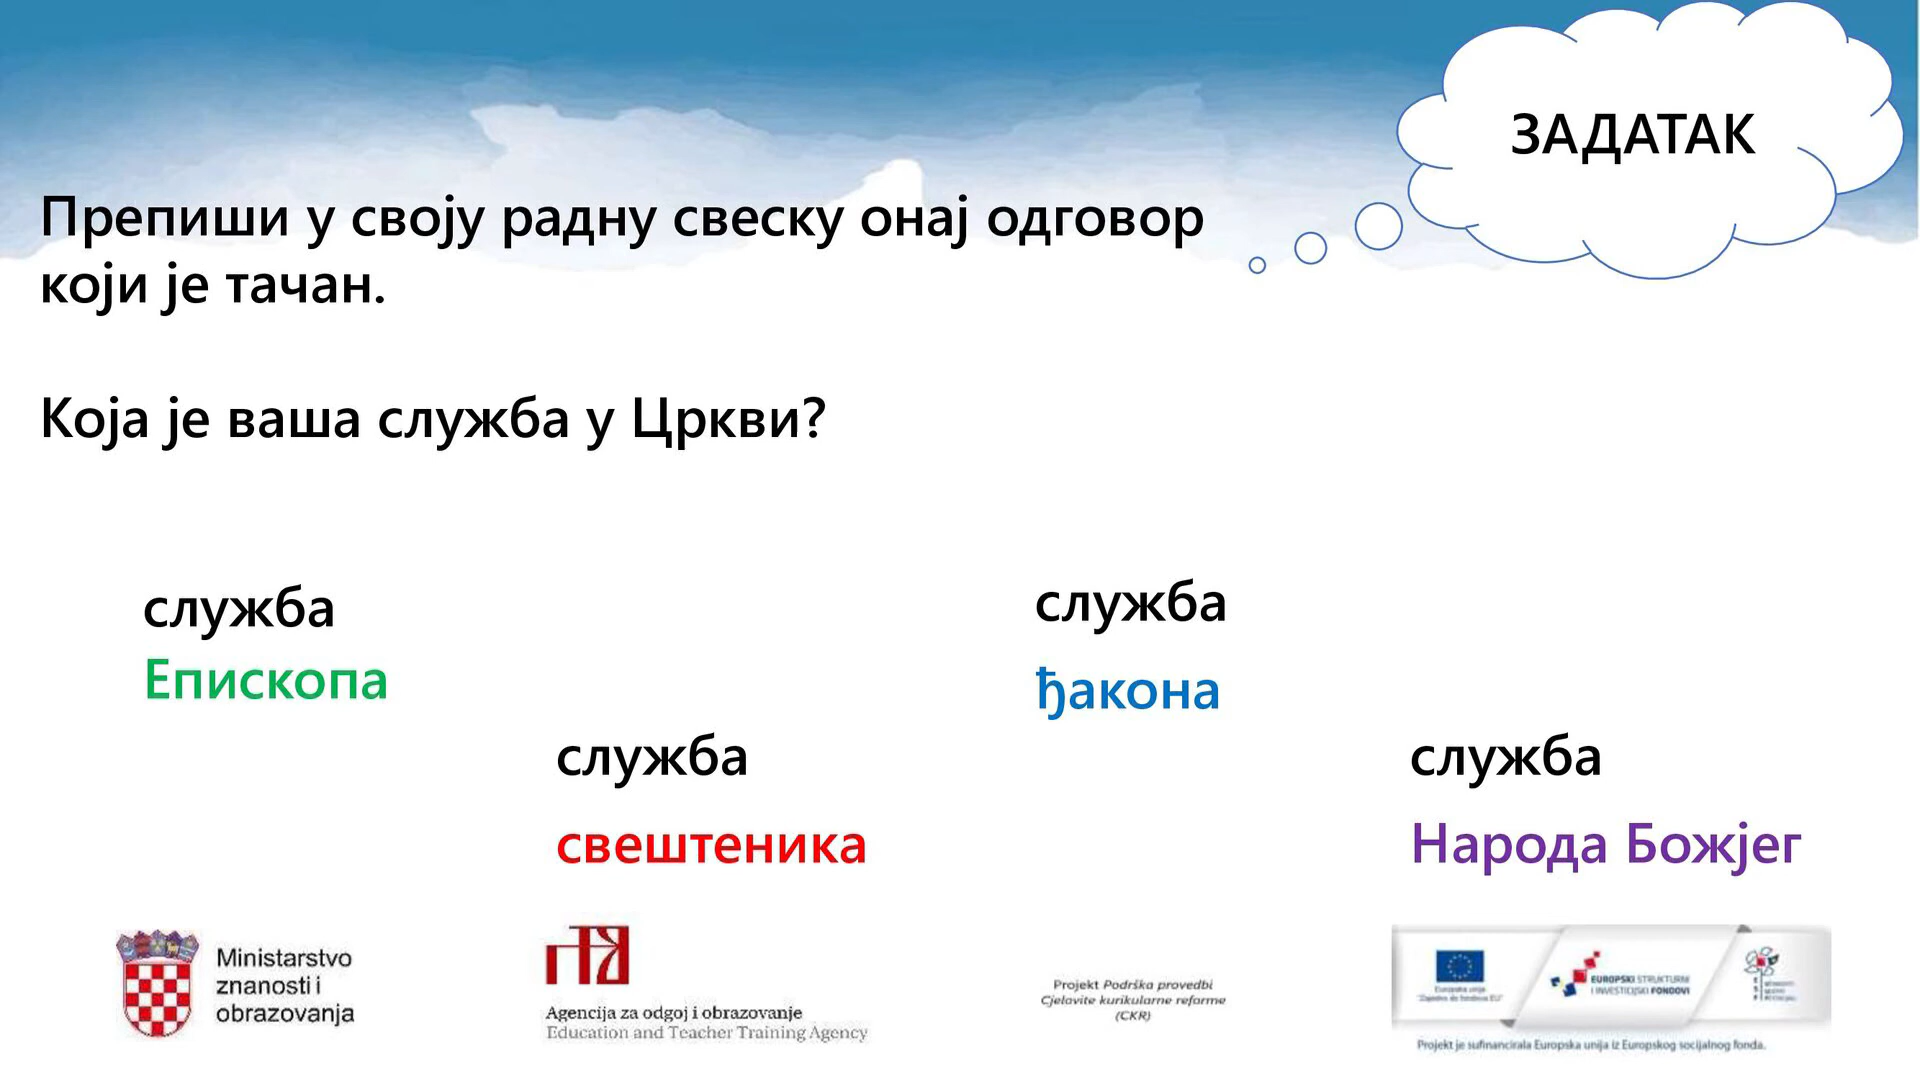 ЗАДАТАК
Препиши у своју радну свеску онај одговор
који је тачан.
Која је ваша служба у Цркви?
служба
Епископа
служба
ђакона
служба
свештеника
служба
Народа Божјег
Ministarstvo
znanosti i
obrazovanja
Agencija za odgoj i obrazovanje
Education and Teacher Training Agency
Projekt Podrška provedbi
Cjelovite kurikularne reforme
(CKR)
EUROPSKI STRUKTURNI
I INVESTICIJSKI FONDOVI
Projekt je sufinancirala Europska unija iz Europskog socijalnog fonda.